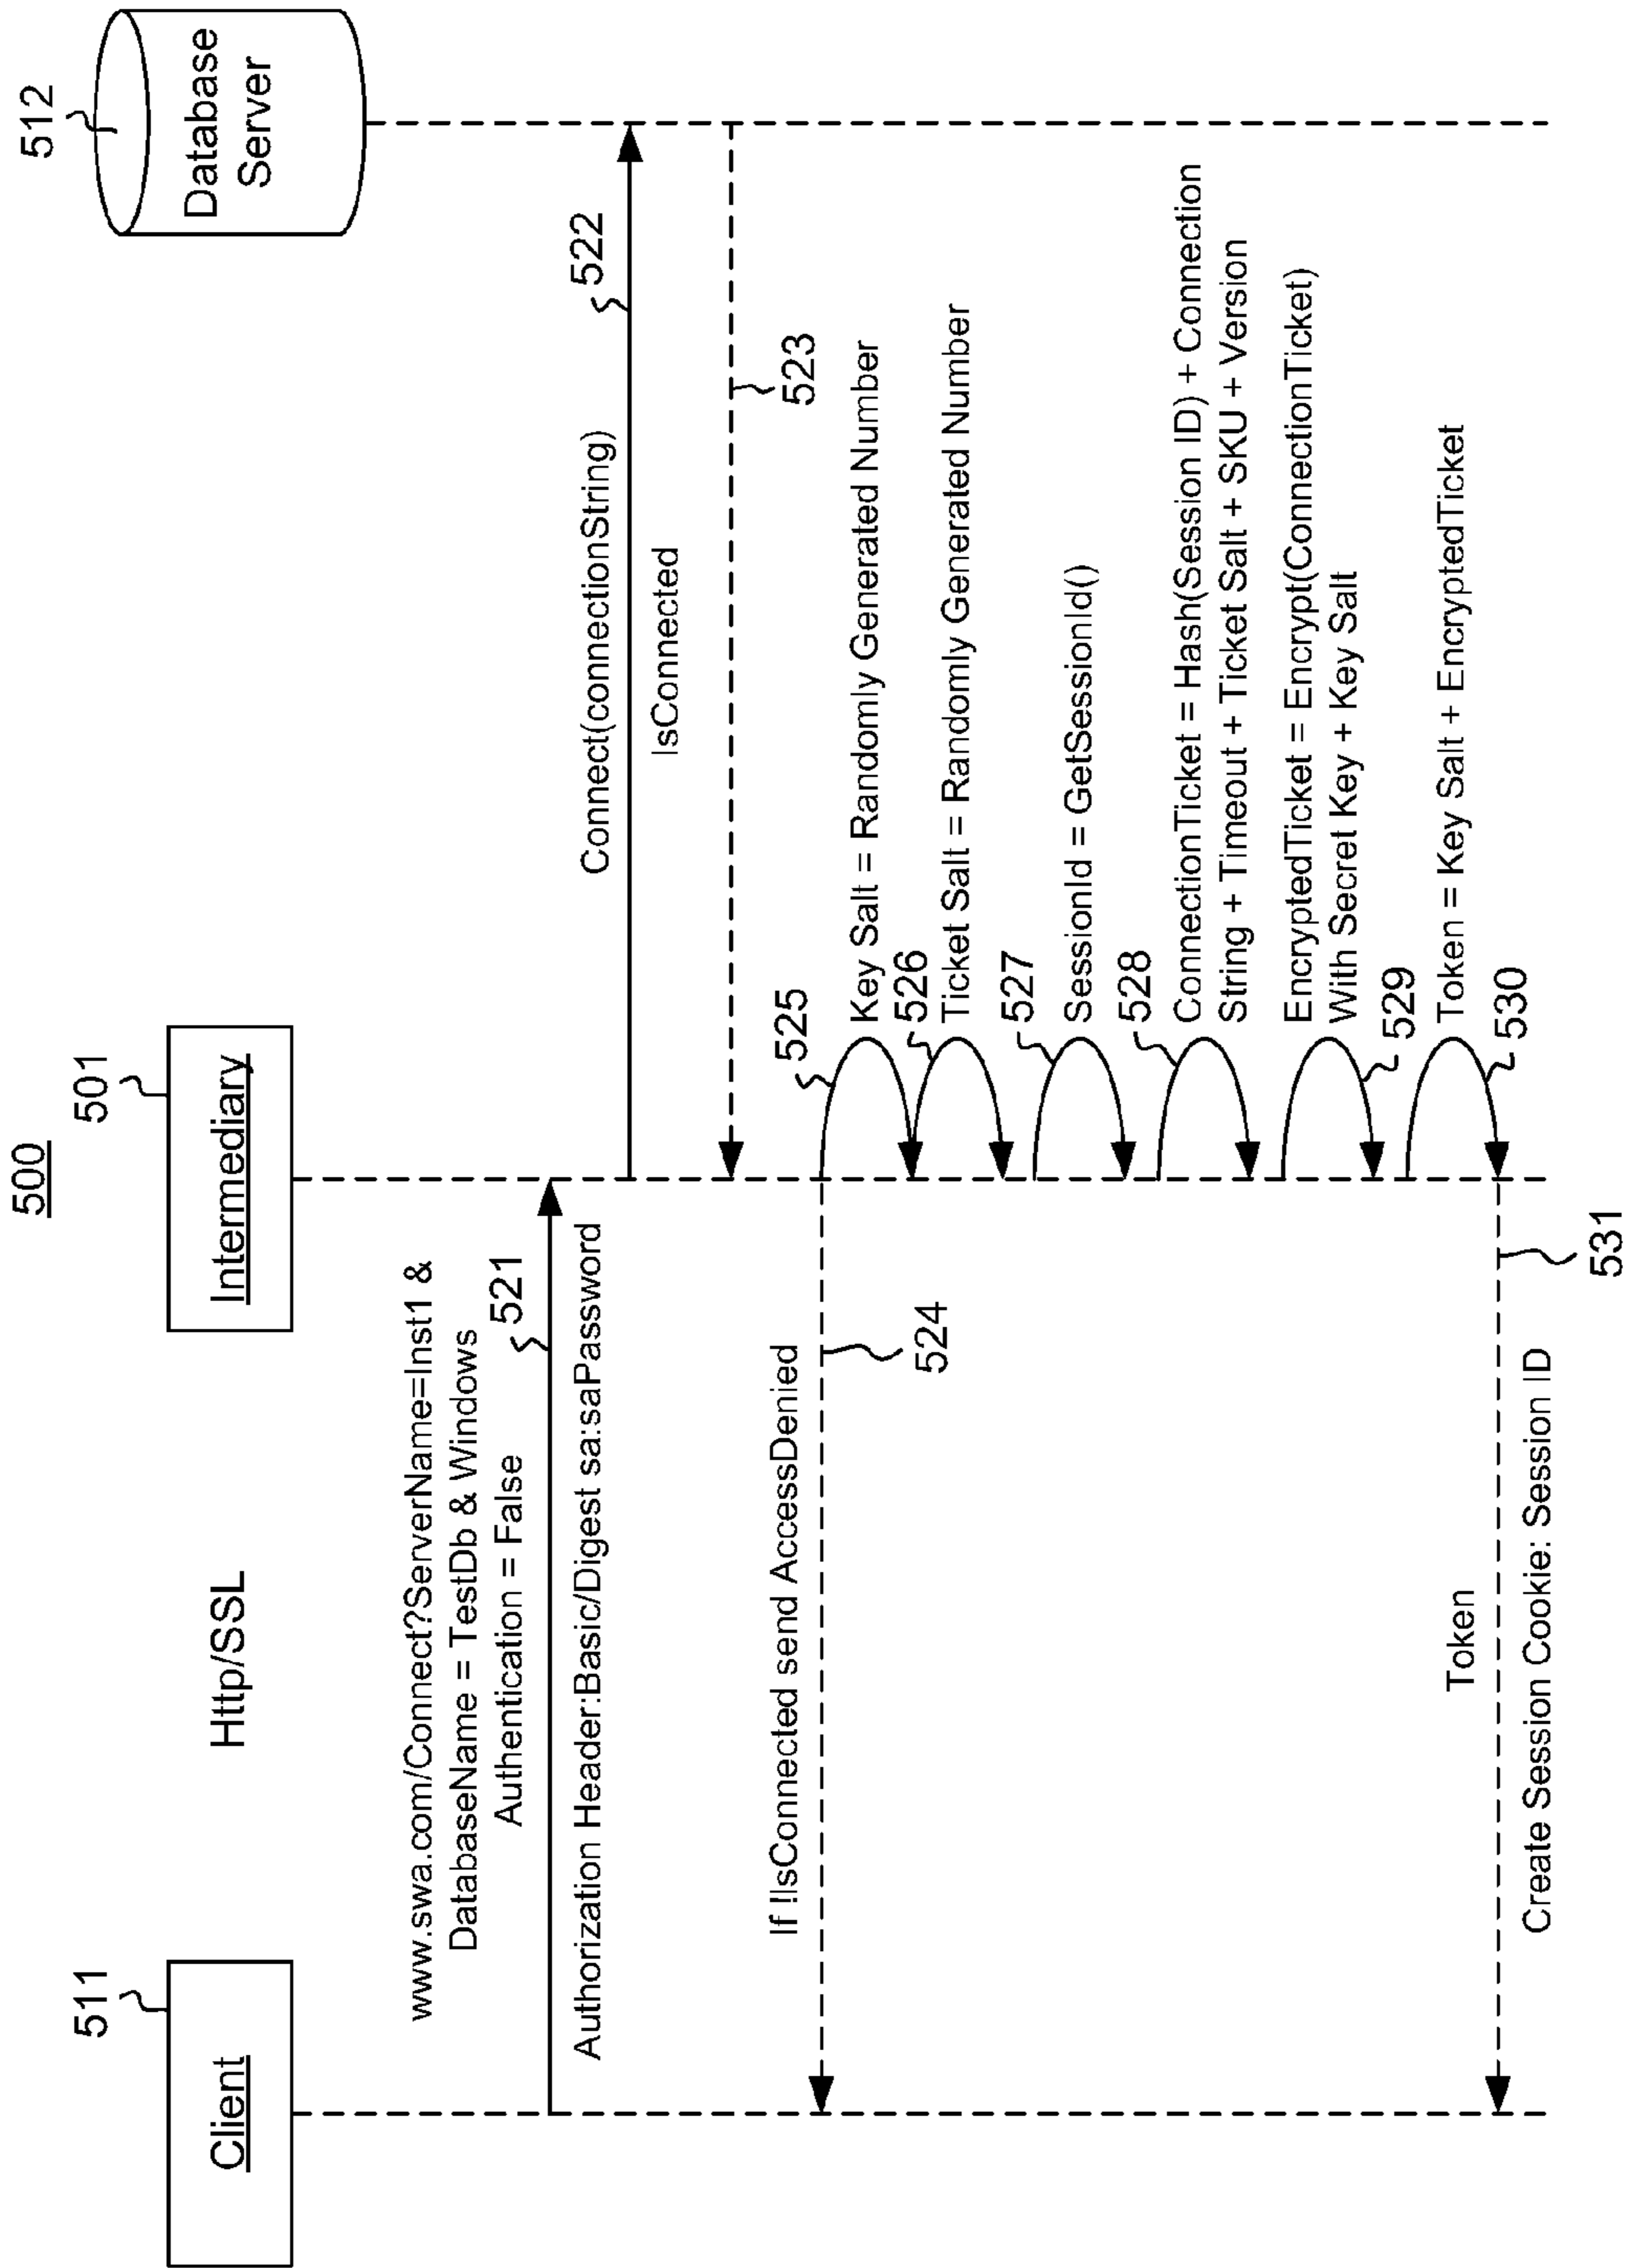 500
511
Client
Http/SSL
501
Intermediary
512
Database
Server
www.swa.com/Connect?ServerName=Inst1 &
DatabaseName = TestDb & Windows
Authentication = False
521
Authorization Header:Basic/Digest sa:saPassword
Connect(connectionString)
522
IsConnected
523
If !IsConnected send AccessDenied
524
525
Key Salt = Randomly Generated Number
526
Ticket Salt = Randomly Generated Number
527
SessionId = GetSessionId()
528
ConnectionTicket = Hash(Session ID) + Connection
String + Timeout + Ticket Salt + SKU + Version
EncryptedTicket = Encrypt(ConnectionTicket)
With Secret Key + Key Salt
529
Token = Key Salt + EncryptedTicket
530
Token
531
Create Session Cookie: Session ID